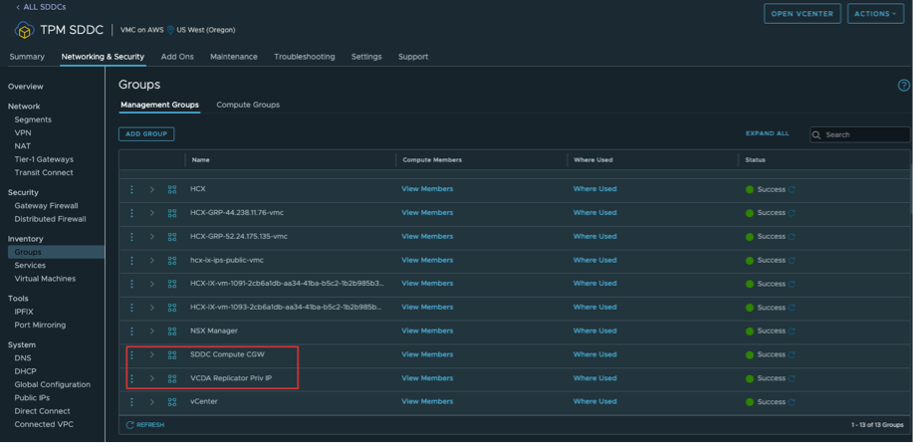 < ALL SDDCs
TPM SDDC | VMC on AWS US West (Oregon)
OPEN VCENTER
ACTIONS
Summary Networking & Security Add Ons Maintenance Troubleshooting Settings Support
Overview
Network
Segments
VPN
NAT
Tier-1 Gateways
Transit Connect
Security
Gateway Firewall
Distributed Firewall
Inventory
Groups
Services
Virtual Machines
Tools
IPFIX
Port Mirroring
System
DNS
DHCP
Global Configuration
Public IPs
Direct Connect
Connected VPC
Groups
Management Groups Compute Groups
ADD GROUP
EXPAND ALL
Search
Name Compute Members Where Used Status
HCX View Members Where Used Success
HCX-GRP-44.238.11.76-vmc View Members Where Used Success
HCX-GRP-52.24.175.135-vmc View Members Where Used Success
hcx-ix-ips-public-vmc View Members Where Used Success
HCX-IX-vm-1091-2cb6a1da-aa34-41ba-b5c2-1b2b985b3... View Members Where Used Success
HCX-IX-vm-1093-2cb6a1da-aa34-41ba-b5c2-1b2b985b... View Members Where Used Success
NSX Manager View Members Where Used Success
SDDC Compute CGW View Members Where Used Success
VCDA Replicator Priv IP View Members Where Used Success
vCenter View Members Where Used Success
REFRESH
1 - 13 of 13 Groups